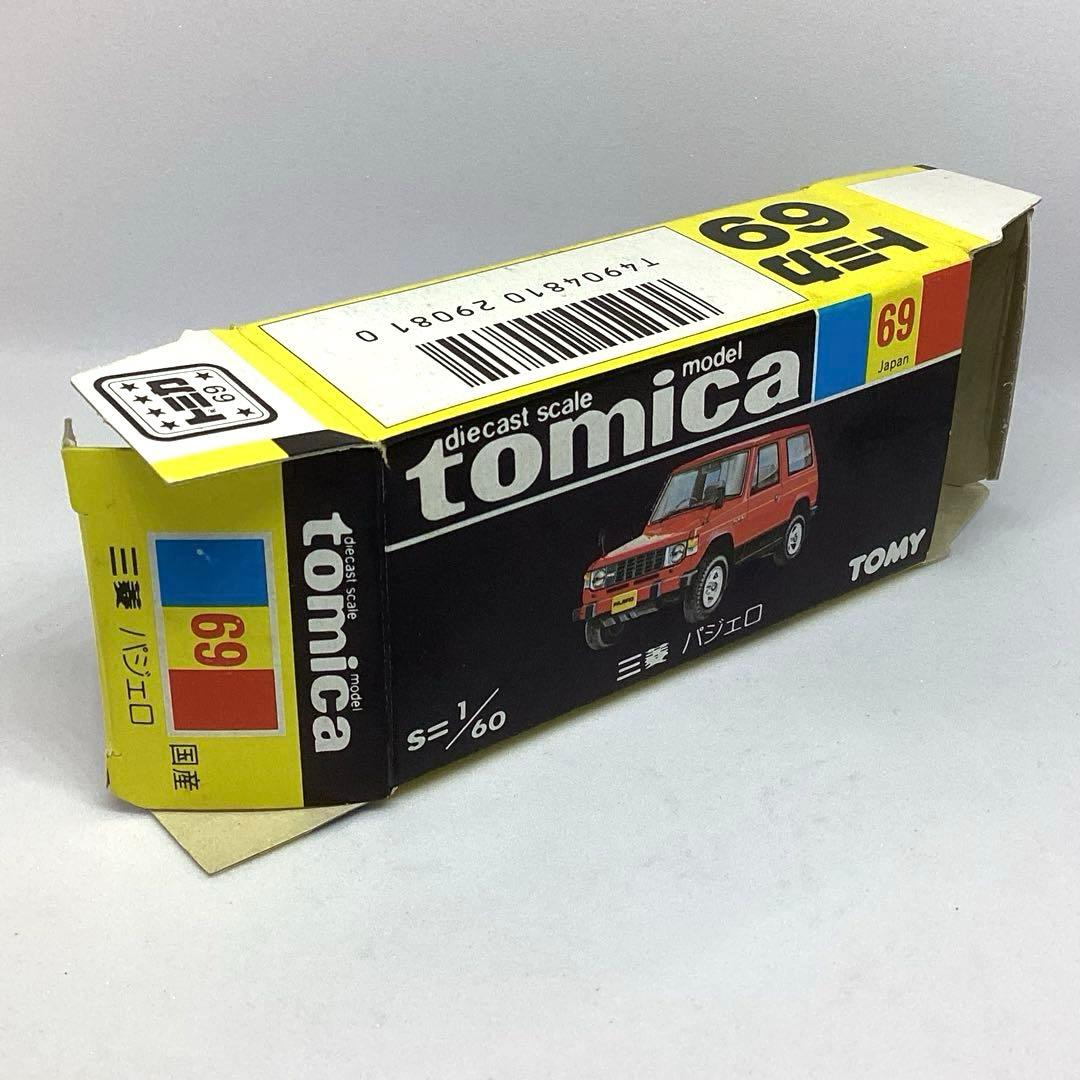 トミカ
69
T4904810 29081 0
トミカ
69
diecast scale model
tomica
69
Japan
PAJERO
三菱 パジェロ
S=1/60
TOMY
diecast scale model
tomica
69
三菱 パジェロ
国産